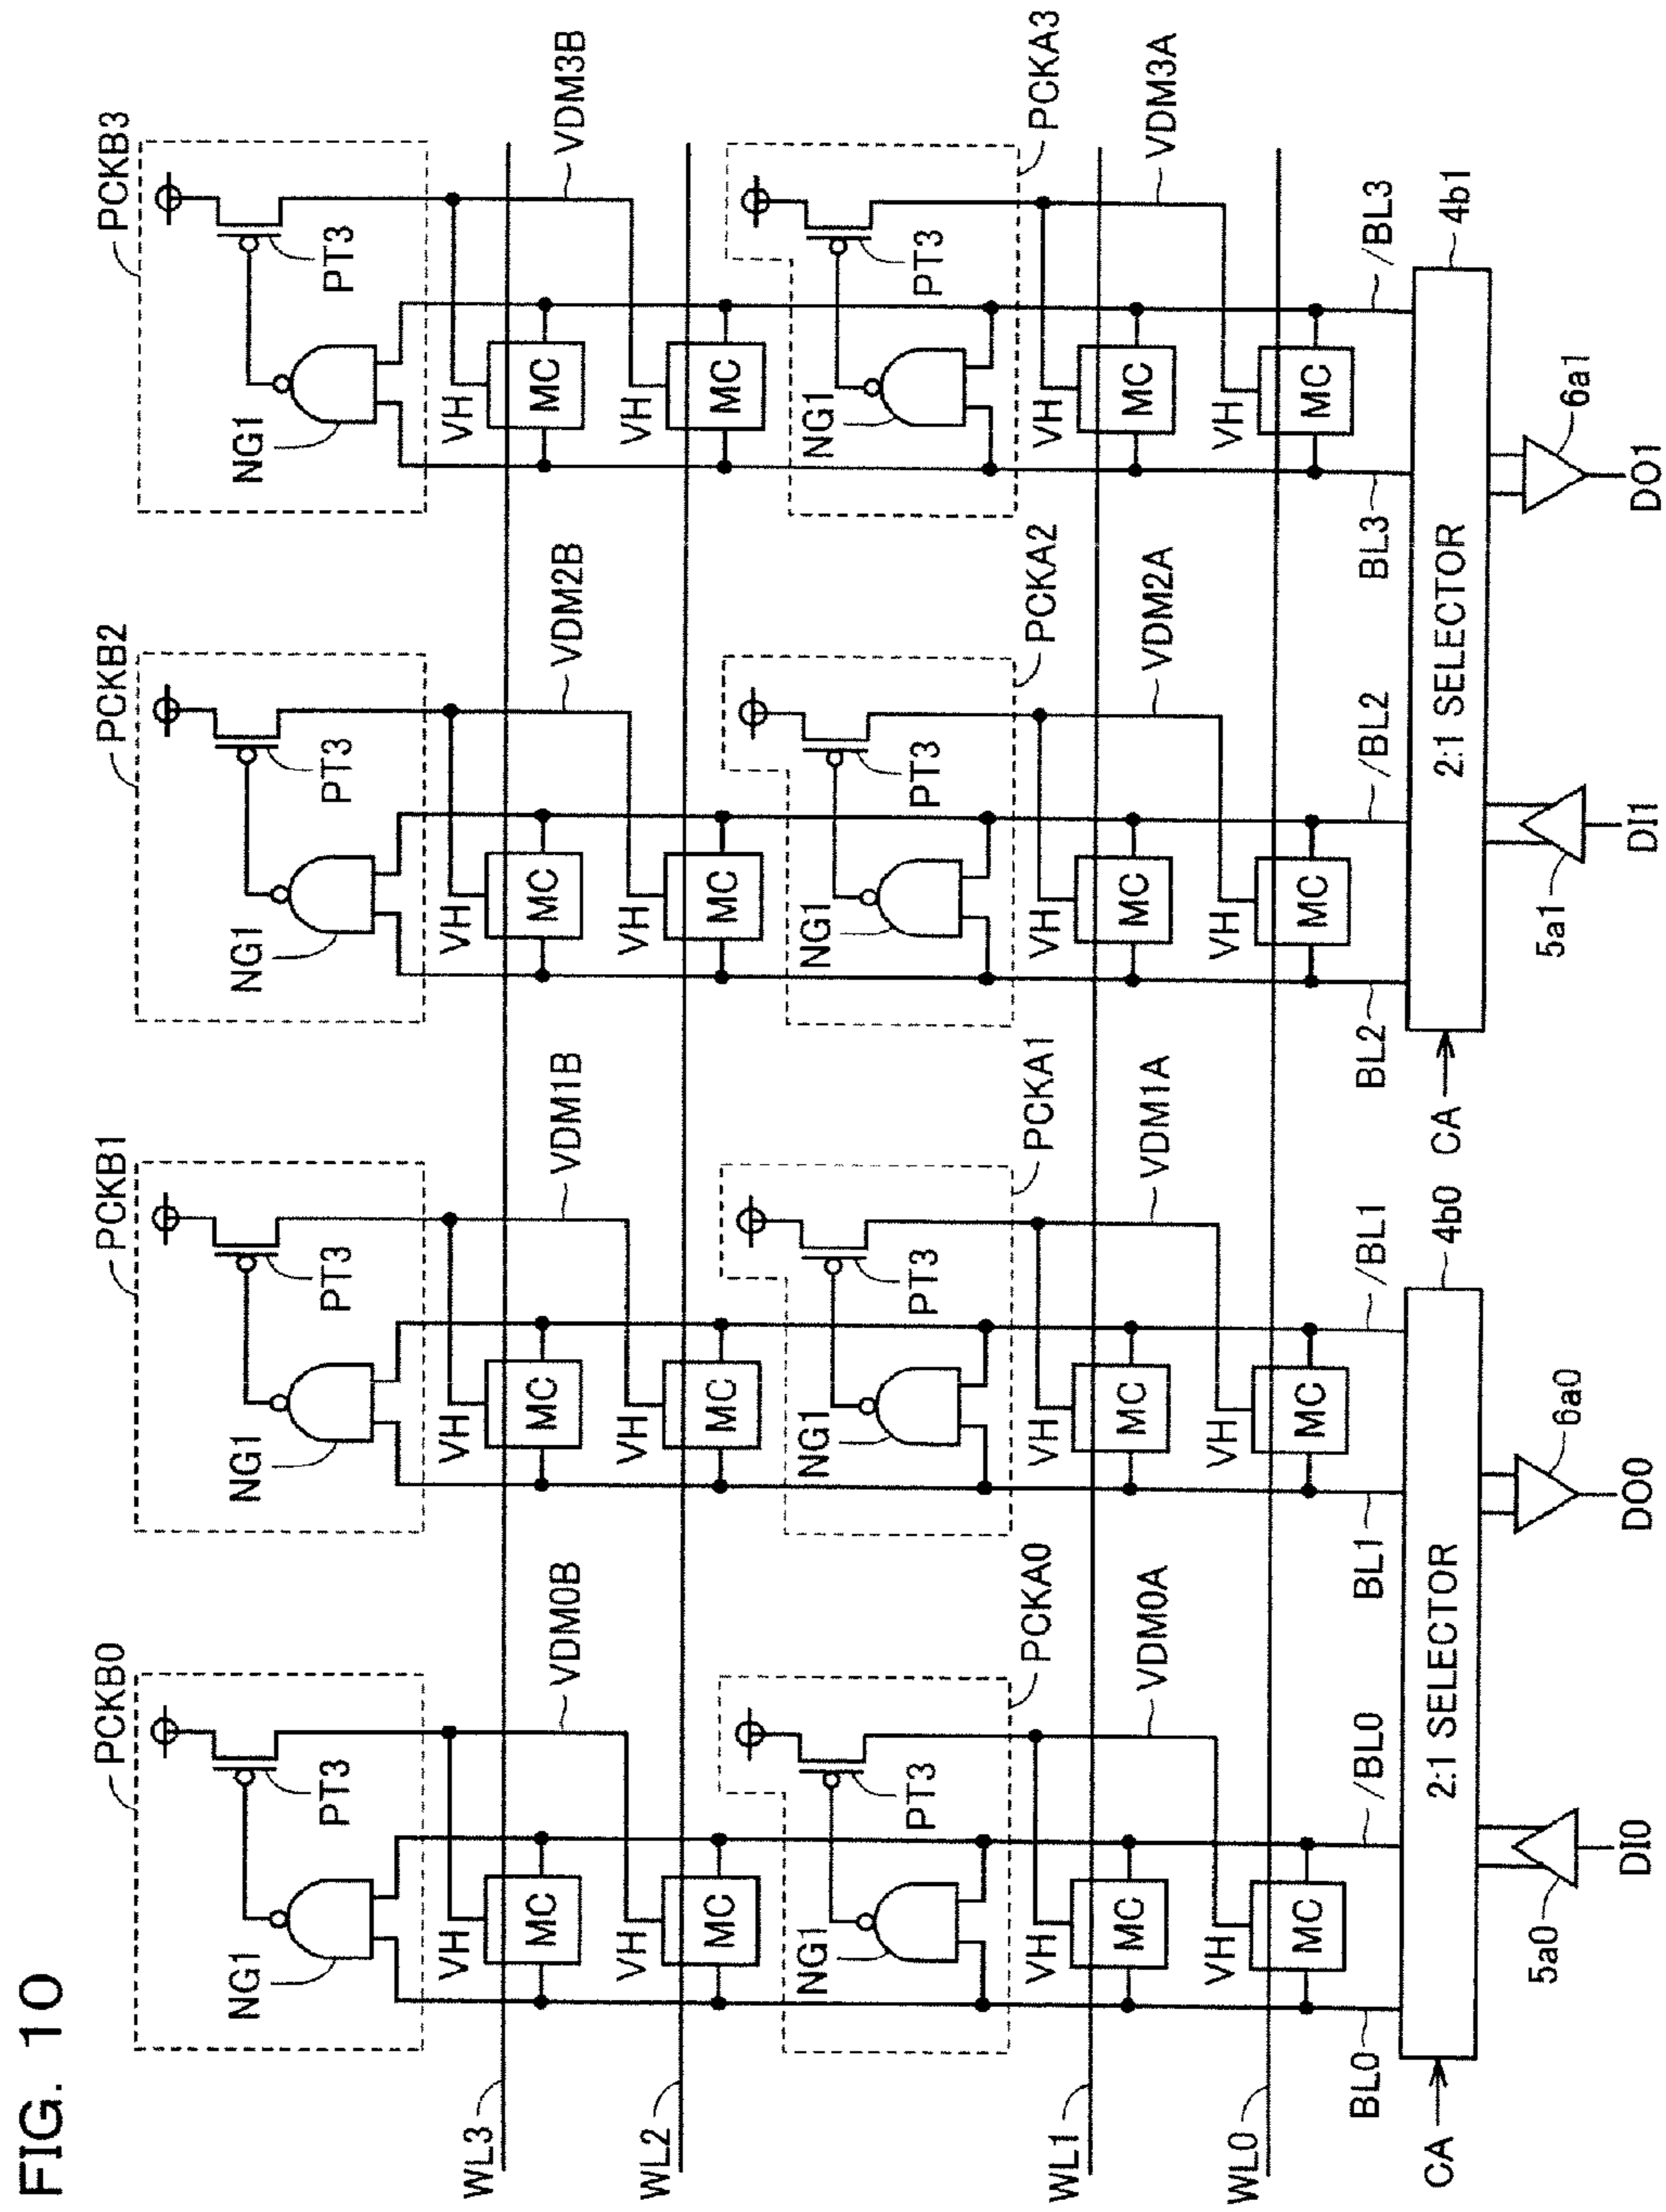 FIG. 10
PCKB0
PCKB1
PCKB2
PCKB3
PT3
PT3
PT3
PT3
NG1
NG1
NG1
NG1
VDM0B
VDM1B
VDM2B
VDM3B
VH
VH
VH
VH
WL3
MC
MC
MC
MC
VH
VH
VH
VH
WL2
MC
MC
MC
MC
PCKA0
PCKA1
PCKA2
PCKA3
PT3
PT3
PT3
PT3
NG1
NG1
NG1
NG1
VDM0A
VDM1A
VDM2A
VDM3A
VH
VH
VH
VH
WL1
MC
MC
MC
MC
VH
VH
VH
VH
WL0
MC
MC
MC
MC
BL0
/BL0
BL1
/BL1
BL2
/BL2
BL3
/BL3
CA
2:1 SELECTOR
4b0
CA
2:1 SELECTOR
4b1
5a0
6a0
5a1
6a1
DI0
DO0
DI1
DO1